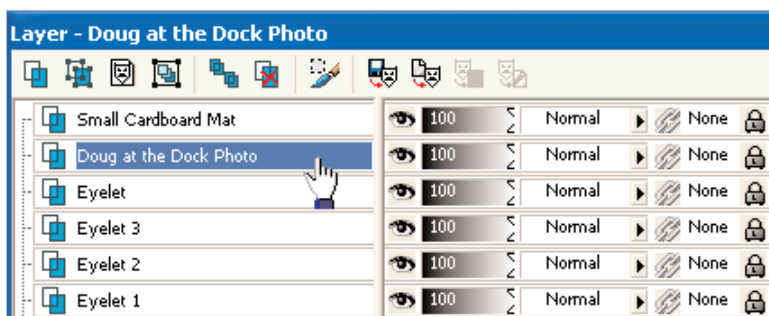 Layer - Doug at the Dock Photo
Small Cardboard Mat 100 Normal None
Doug at the Dock Photo 100 Normal None
Eyelet 100 Normal None
Eyelet 3 100 Normal None
Eyelet 2 100 Normal None
Eyelet 1 100 Normal None